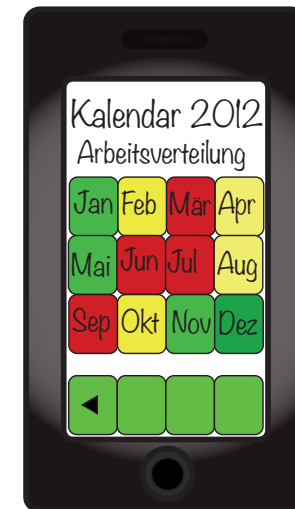 Kalendar 2012
Arbeitsverteilung
Jan Feb Mär Apr
Mai Jun Jul Aug
Sep Okt Nov Dez